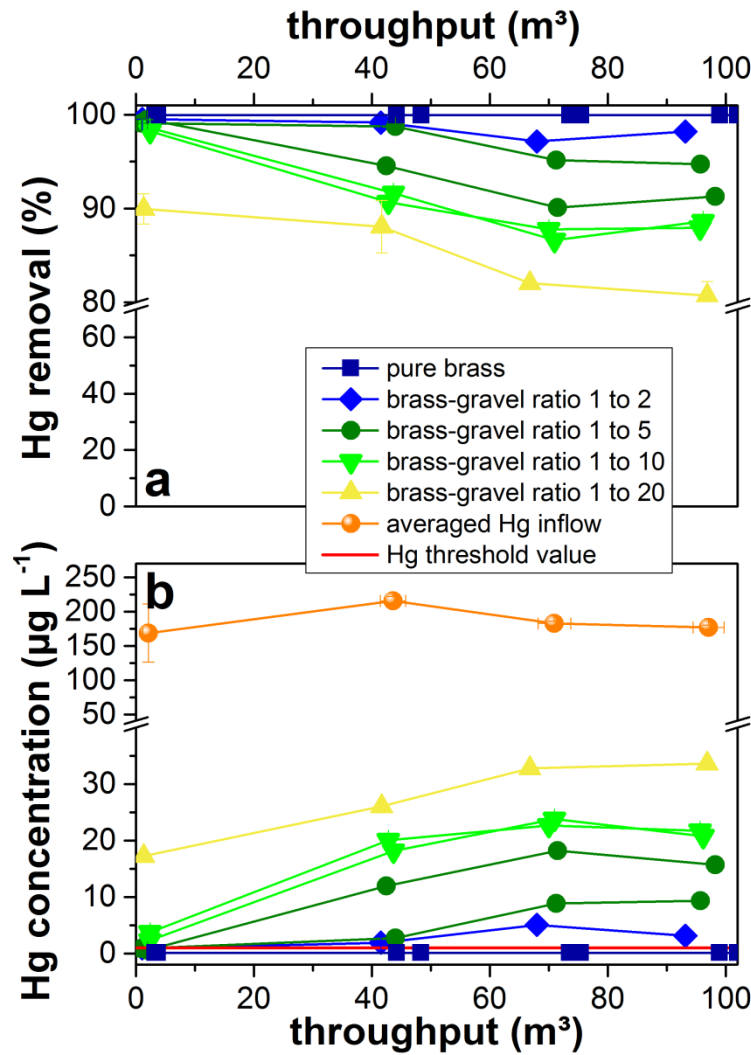 throughput (m³)
0 20 40 60 80 100
Hg removal (%)
100
90
80
60
40
20
0
a
pure brass
brass-gravel ratio 1 to 2
brass-gravel ratio 1 to 5
brass-gravel ratio 1 to 10
brass-gravel ratio 1 to 20
averaged Hg inflow
Hg threshold value
b
Hg concentration (µg L⁻¹)
250
200
150
100
50
30
20
10
0
0 20 40 60 80 100
throughput (m³)